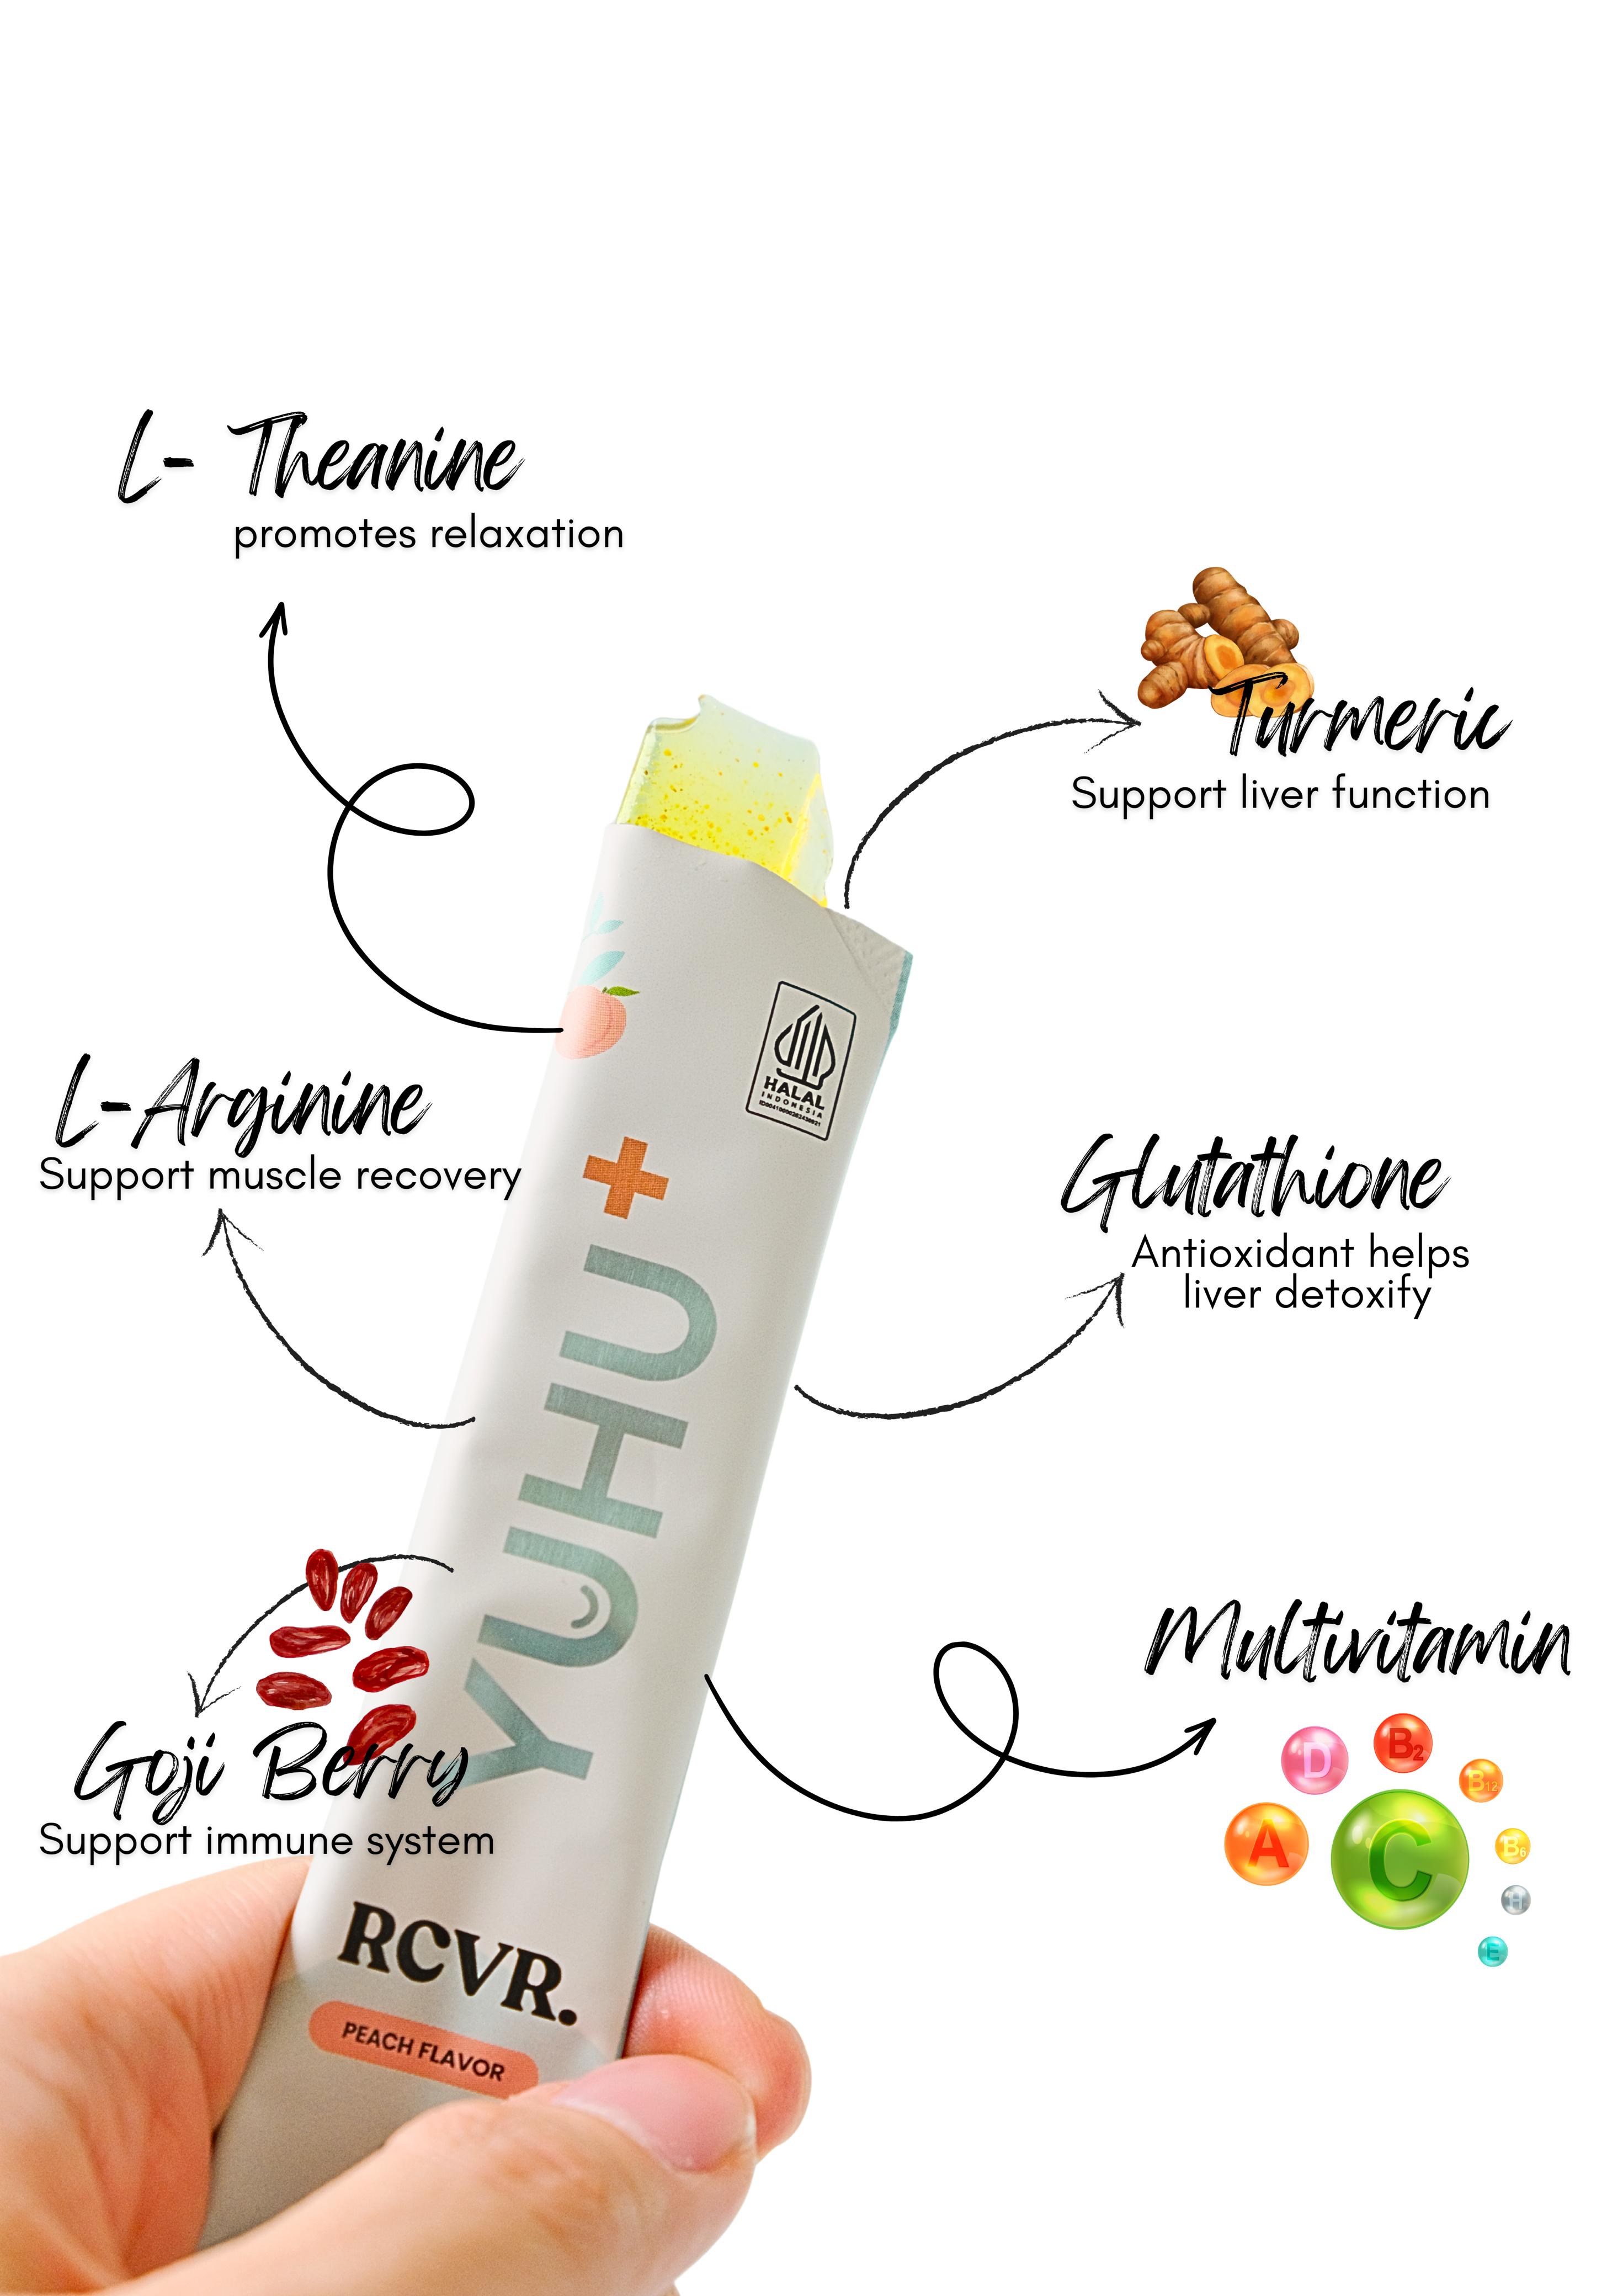 L- Theanine
promotes relaxation
Turmeric
Support liver function
L-Arginine
Support muscle recovery
HALAL
INDONESIA
Glutathione
Antioxidant helps
liver detoxify
YUHU+
Goji Berry
Support immune system
Multivitamin
D
B2
B12
A
C
B6
H
E
RCVR.
PEACH FLAVOR